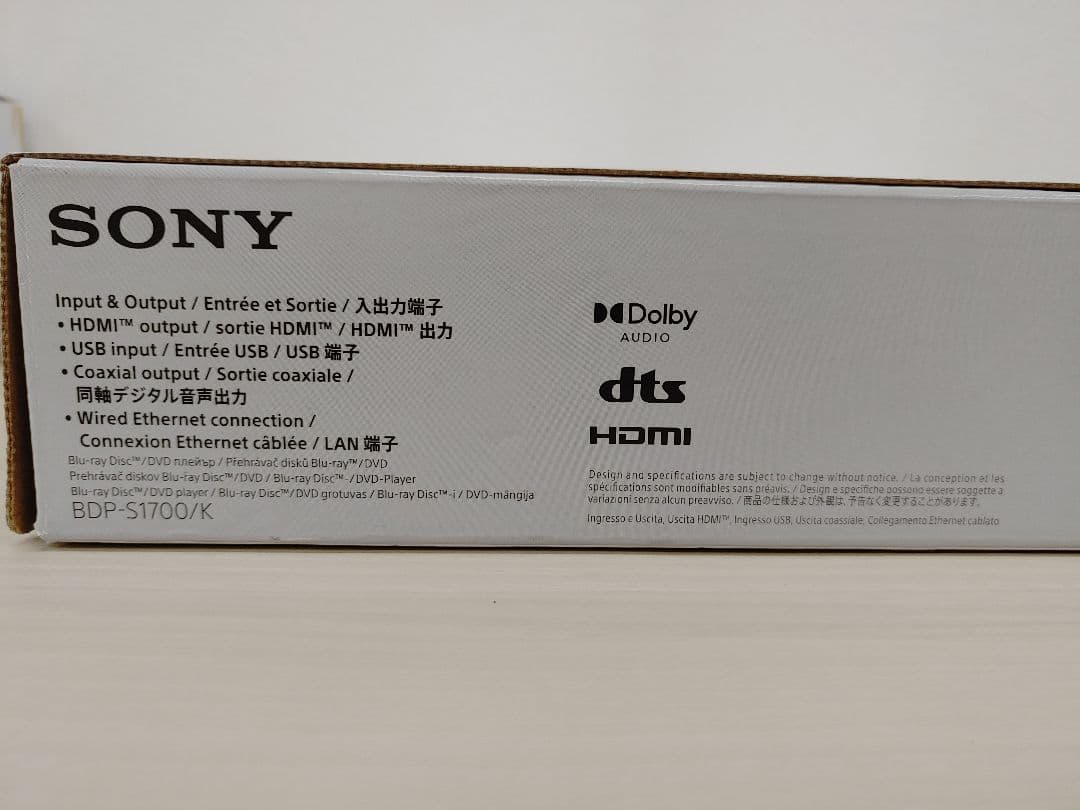 SONY
Input & Output / Entrée et Sortie / 入出力端子
• HDMI™ output / sortie HDMI™ / HDMI™ 出力
• USB input / Entrée USB / USB 端子
• Coaxial output / Sortie coaxiale /
同軸デジタル音声出力
• Wired Ethernet connection /
Connexion Ethernet câblée / LAN 端子
Blu-ray Disc™/DVD плейър / Přehrávač disků Blu-ray™/DVD
Prehrávač diskov Blu-ray Disc™/DVD / Blu-ray Disc™-/DVD-Player
Blu-ray Disc™/DVD player / Blu-ray Disc™/DVD grotuvas / Blu-ray Disc™-i / DVD-mängija
BDP-S1700/K
Dolby
AUDIO
dts
HDMI
Design and specifications are subject to change without notice. / La conception et les
spécifications sont modifiables sans préavis. / Design e specifiche possono essere soggette a
variazioni senza alcun preavviso. / 商品の仕様および外観は、予告なく変更することがあります。
Ingresso e Uscita, Uscita HDMI™, Ingresso USB, Uscita coassiale, Collegamento Ethernet cablato